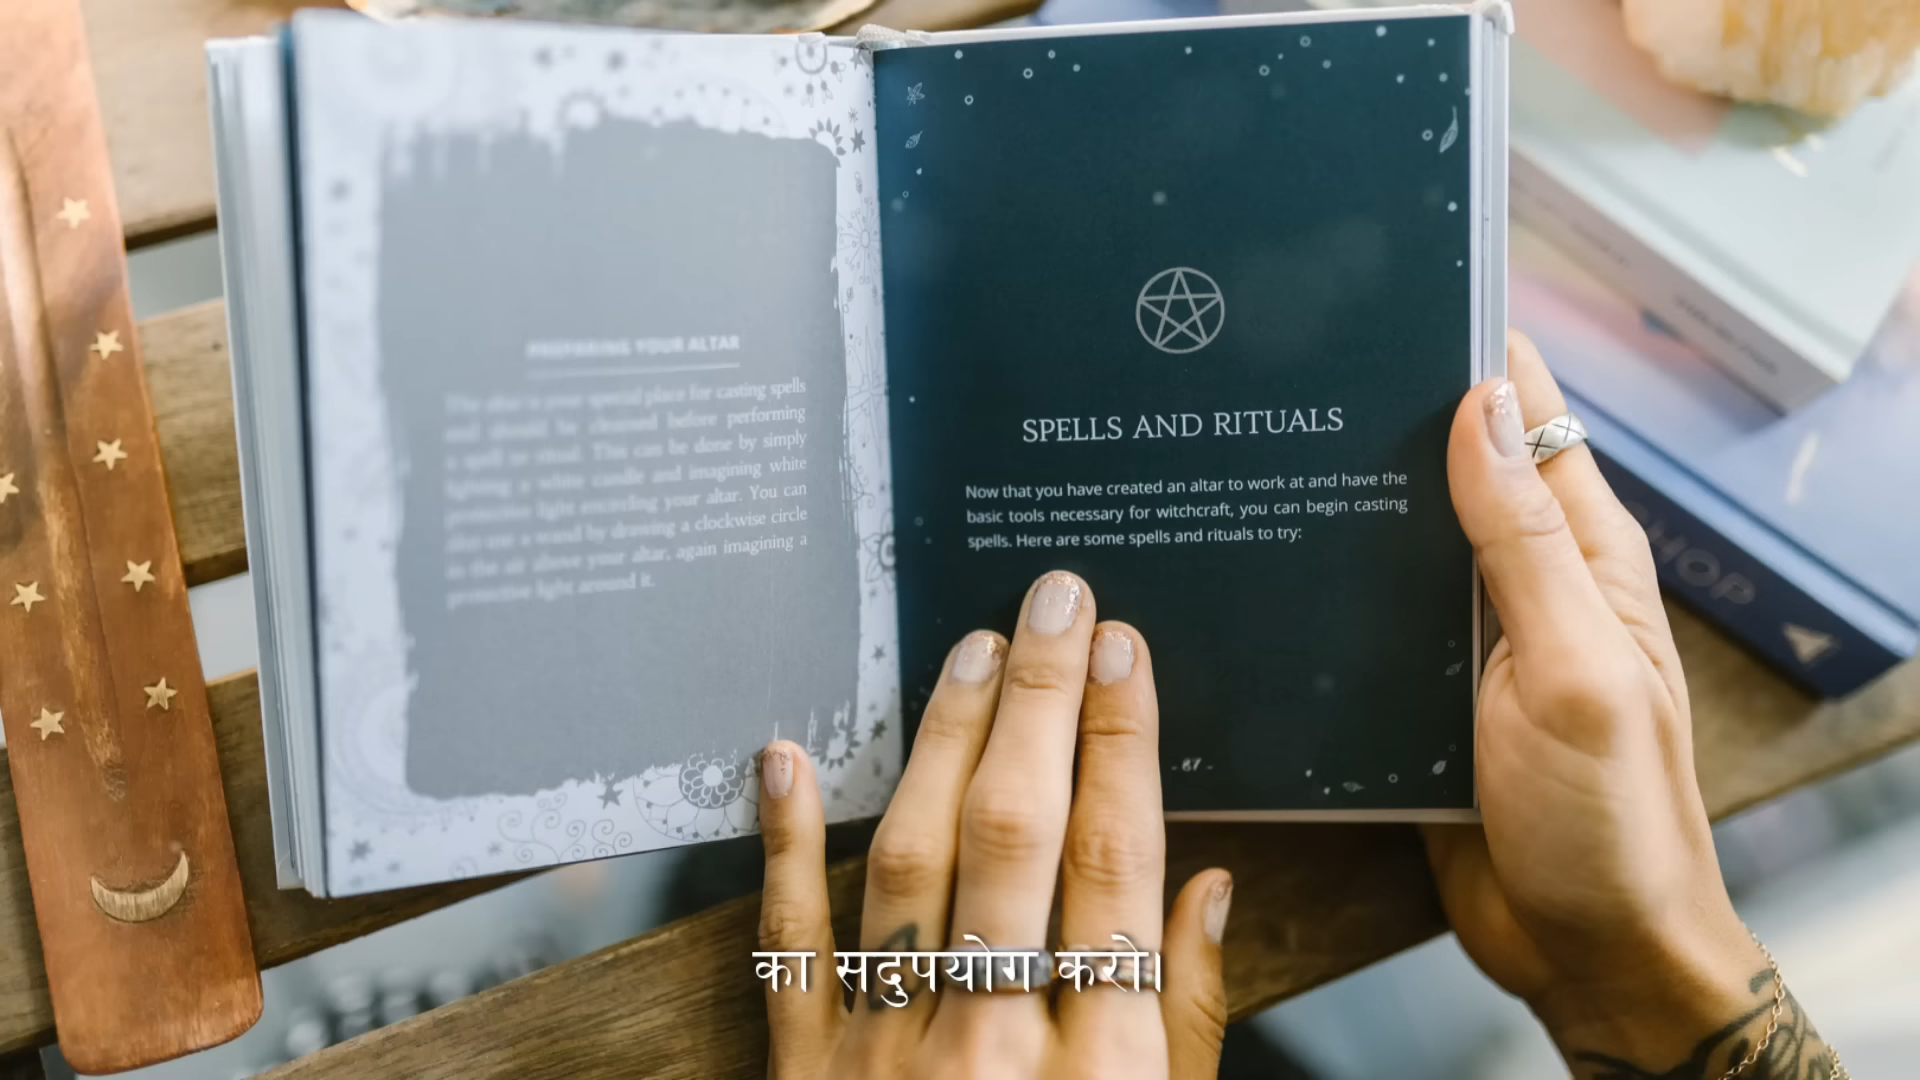 PREPARING YOUR ALTAR
The altar is your special place for casting spells
and should be cleansed before performing
a spell or ritual. This can be done by simply
lighting a white candle and imagining white
protective light encircling your altar. You can
also use a wand by drawing a clockwise circle
in the air above your altar, again imagining a
protective light around it.
SPELLS AND RITUALS
Now that you have created an altar to work at and have the
basic tools necessary for witchcraft, you can begin casting
spells. Here are some spells and rituals to try:
- 67 -
HOP
का सदुपयोग करो।